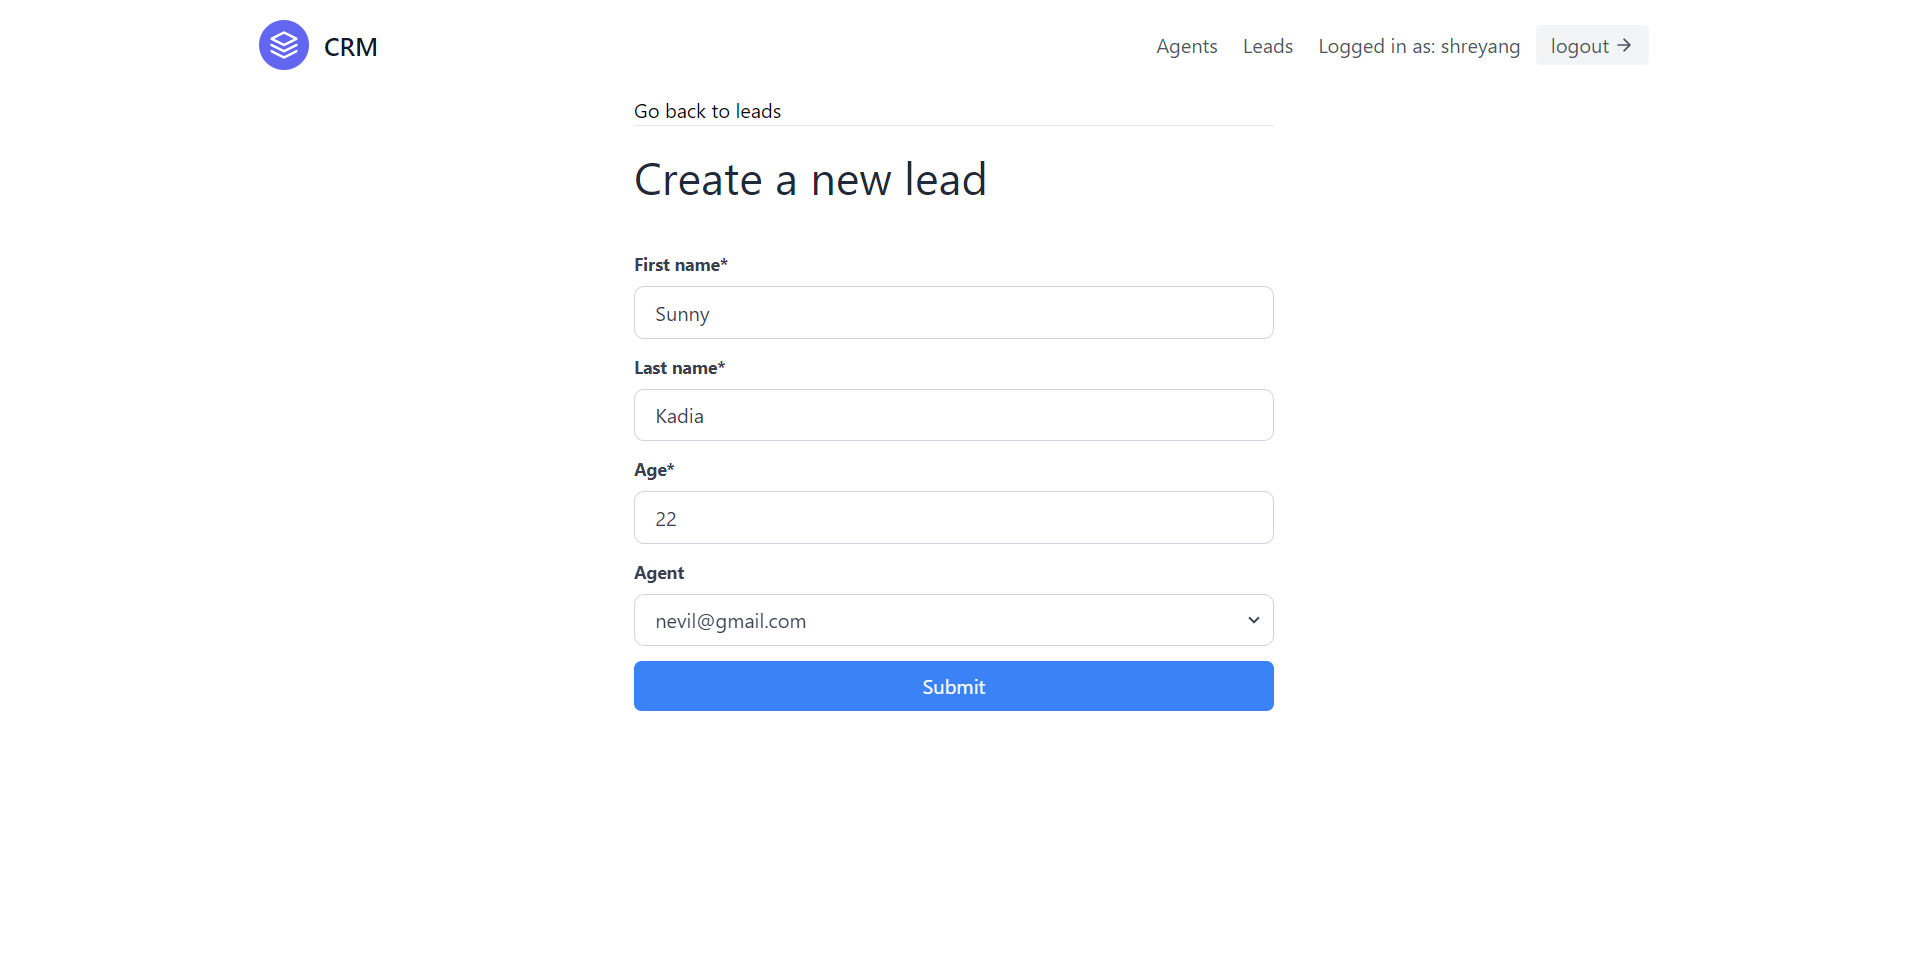 CRM
Agents Leads Logged in as: shreyang logout
Go back to leads
Create a new lead
First name*
Sunny
Last name*
Kadia
Age*
22
Agent
nevil@gmail.com
Submit